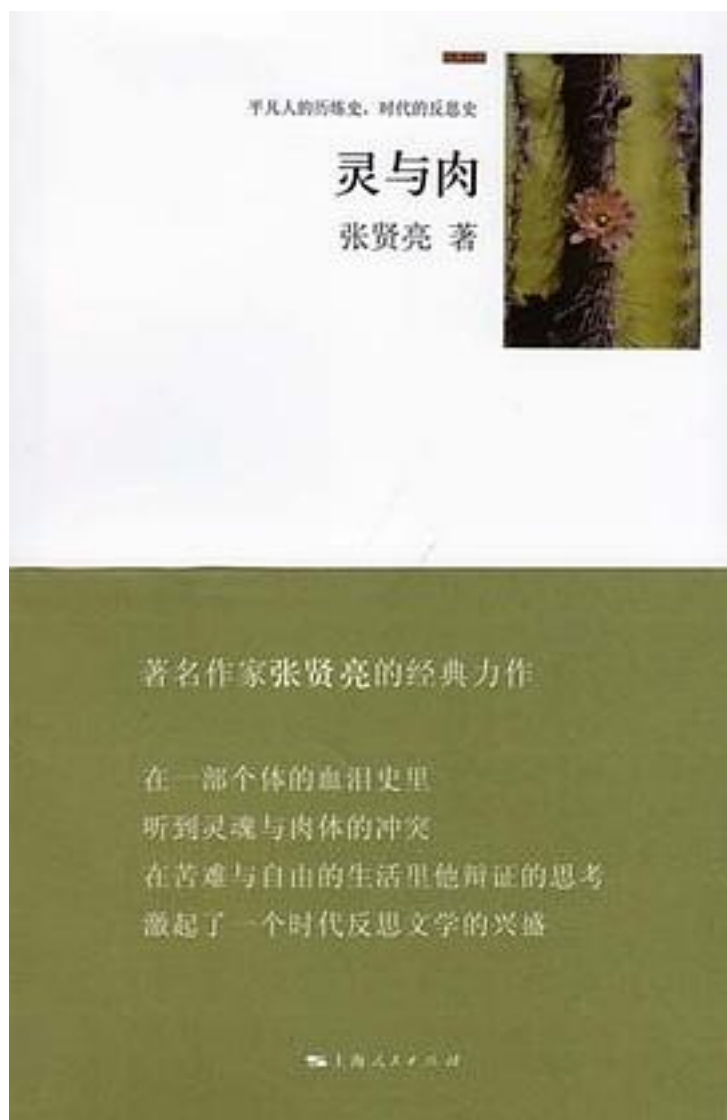 平凡人的历练史，时代的反思史
灵与肉
张贤亮 著
著名作家张贤亮的经典力作
在一部个体的血泪史里
听到灵魂与肉体的冲突
在苦难与自由的生活里他辩证的思考
激起了一个时代反思文学的兴盛
上海人民出版社